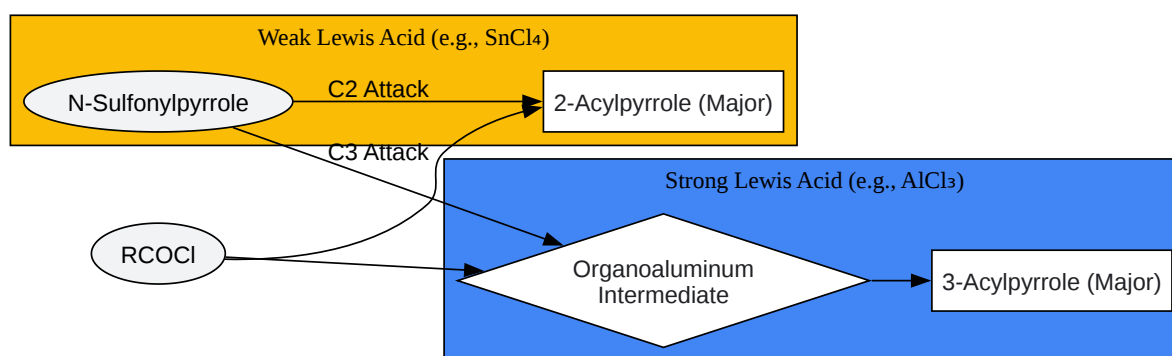 Weak Lewis Acid (e.g., SnCl₄)
N-Sulfonylpyrrole
C2 Attack
2-Acylpyrrole (Major)
C3 Attack
Strong Lewis Acid (e.g., AlCl₃)
RCOCl
Organoaluminum
Intermediate
3-Acylpyrrole (Major)